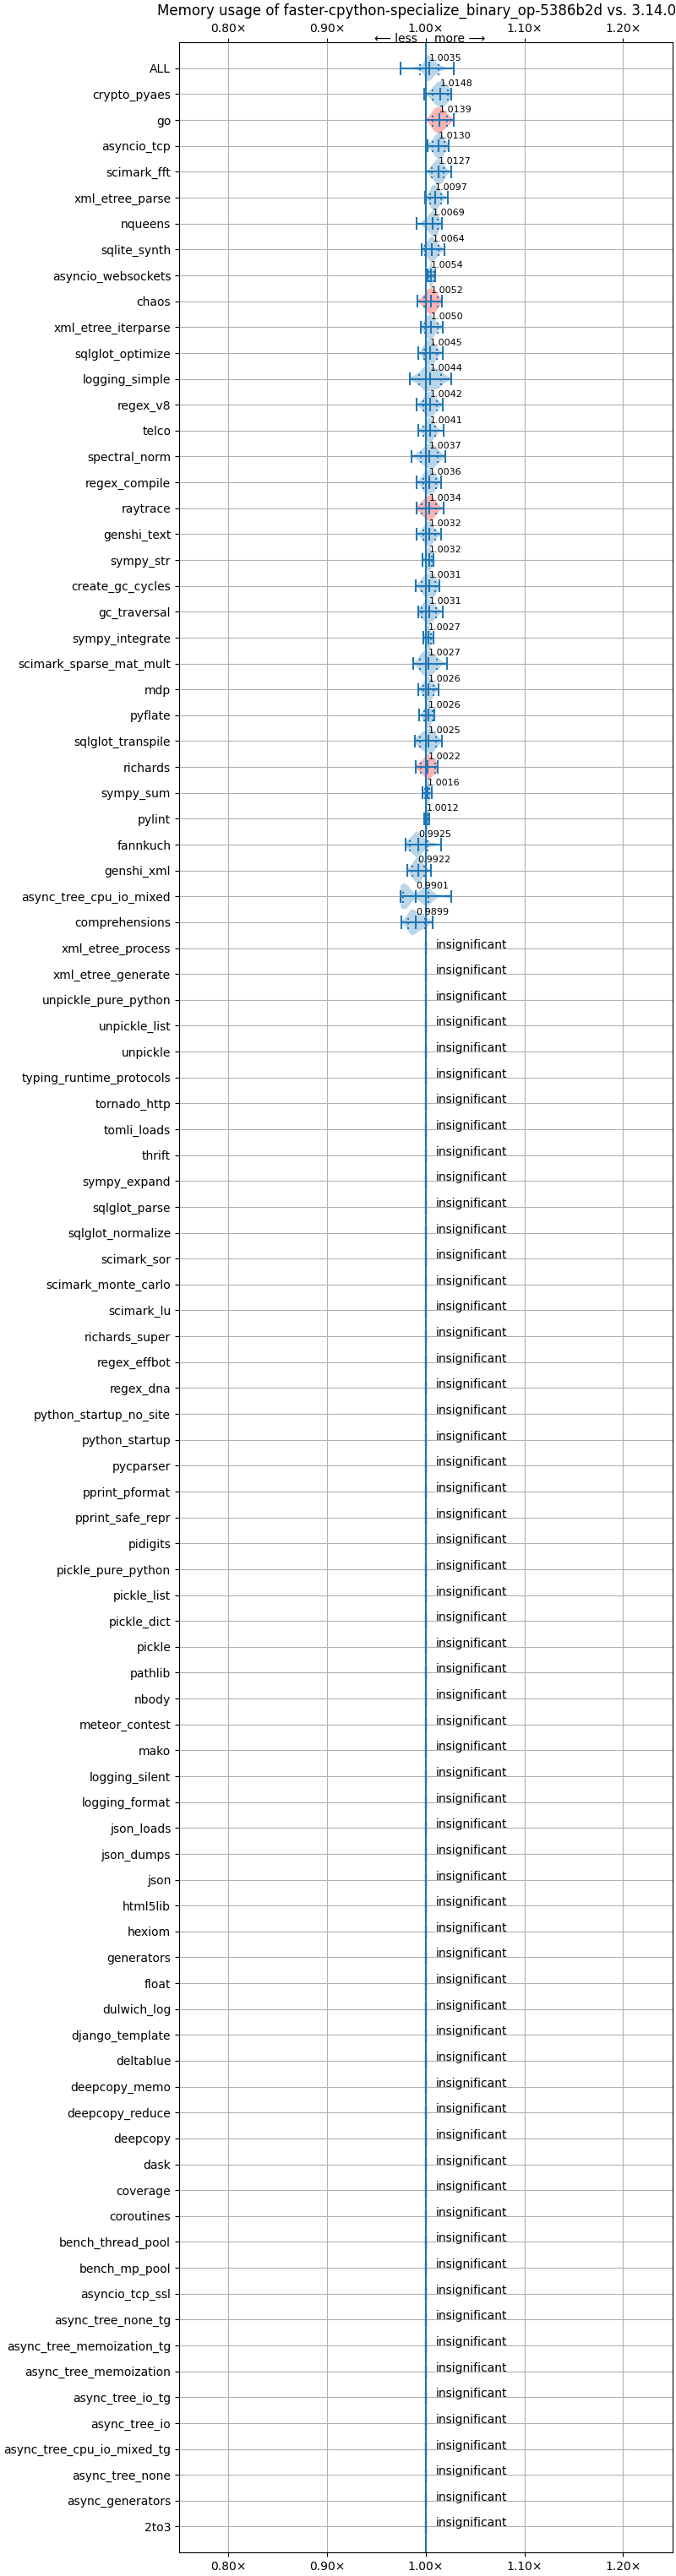 Memory usage of faster-cpython-specialize_binary_op-5386b2d vs. 3.14.0
0.80× 0.90× 1.00× 1.10× 1.20×
⟵ less more ⟶
ALL 1.0035
crypto_pyaes 1.0148
go 1.0139
asyncio_tcp 1.0130
scimark_fft 1.0127
xml_etree_parse 1.0097
nqueens 1.0069
sqlite_synth 1.0064
asyncio_websockets 1.0054
chaos 1.0052
xml_etree_iterparse 1.0050
sqlglot_optimize 1.0045
logging_simple 1.0044
regex_v8 1.0042
telco 1.0041
spectral_norm 1.0037
regex_compile 1.0036
raytrace 1.0034
genshi_text 1.0032
sympy_str 1.0032
create_gc_cycles 1.0031
gc_traversal 1.0031
sympy_integrate 1.0027
scimark_sparse_mat_mult 1.0027
mdp 1.0026
pyflate 1.0026
sqlglot_transpile 1.0025
richards 1.0022
sympy_sum 1.0016
pylint 1.0012
fannkuch 0.9925
genshi_xml 0.9922
async_tree_cpu_io_mixed 0.9901
comprehensions 0.9899
xml_etree_process insignificant
xml_etree_generate insignificant
unpickle_pure_python insignificant
unpickle_list insignificant
unpickle insignificant
typing_runtime_protocols insignificant
tornado_http insignificant
tomli_loads insignificant
thrift insignificant
sympy_expand insignificant
sqlglot_parse insignificant
sqlglot_normalize insignificant
scimark_sor insignificant
scimark_monte_carlo insignificant
scimark_lu insignificant
richards_super insignificant
regex_effbot insignificant
regex_dna insignificant
python_startup_no_site insignificant
python_startup insignificant
pycparser insignificant
pprint_pformat insignificant
pprint_safe_repr insignificant
pidigits insignificant
pickle_pure_python insignificant
pickle_list insignificant
pickle_dict insignificant
pickle insignificant
pathlib insignificant
nbody insignificant
meteor_contest insignificant
mako insignificant
logging_silent insignificant
logging_format insignificant
json_loads insignificant
json_dumps insignificant
json insignificant
html5lib insignificant
hexiom insignificant
generators insignificant
float insignificant
dulwich_log insignificant
django_template insignificant
deltablue insignificant
deepcopy_memo insignificant
deepcopy_reduce insignificant
deepcopy insignificant
dask insignificant
coverage insignificant
coroutines insignificant
bench_thread_pool insignificant
bench_mp_pool insignificant
asyncio_tcp_ssl insignificant
async_tree_none_tg insignificant
async_tree_memoization_tg insignificant
async_tree_memoization insignificant
async_tree_io_tg insignificant
async_tree_io insignificant
async_tree_cpu_io_mixed_tg insignificant
async_tree_none insignificant
async_generators insignificant
2to3 insignificant
0.80× 0.90× 1.00× 1.10× 1.20×